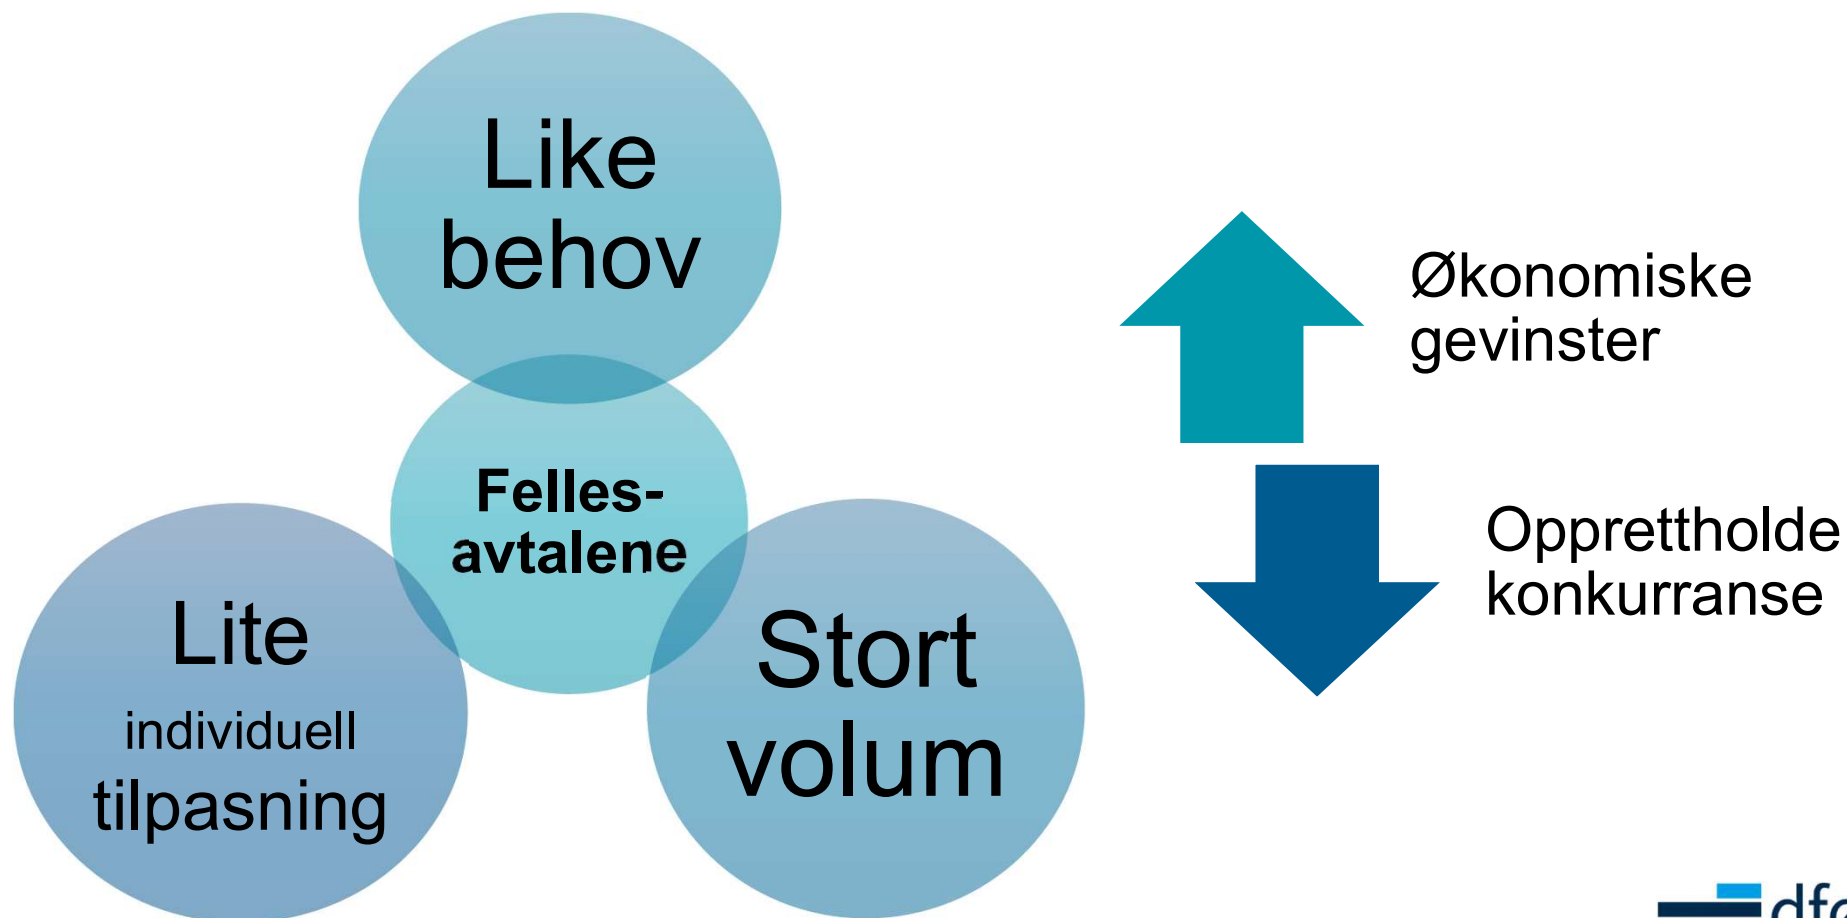 Like
behov
Felles-
avtalene
Lite
individuell
tilpasning
Stort
volum
Økonomiske
gevinster
Opprettholde
konkurranse